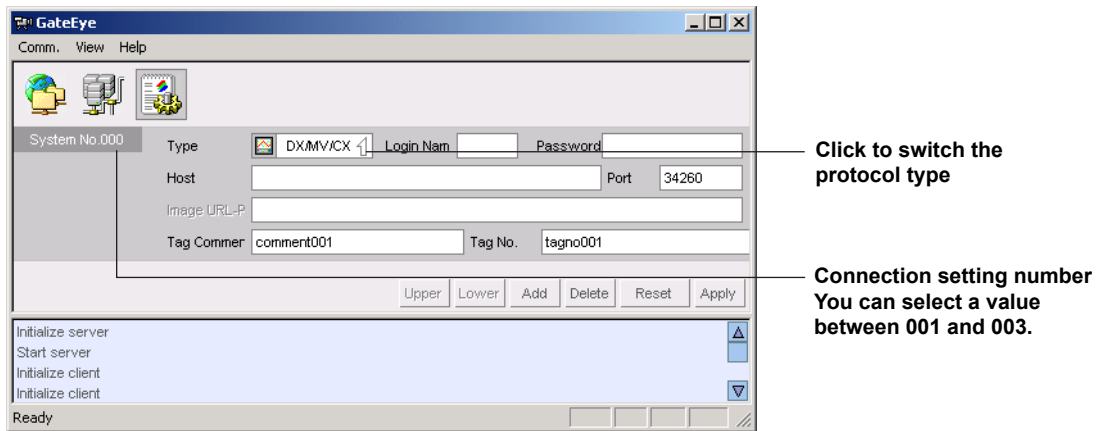 GateEye
Comm. View Help
System No.000
Type DX/MV/CX Login Nam Password
Host Port 34260
Image URL-P
Tag Commer comment001 Tag No. tagno001
Upper Lower Add Delete Reset Apply
Initialize server
Start server
Initialize client
Initialize client
Ready
Click to switch the
protocol type
Connection setting number
You can select a value
between 001 and 003.